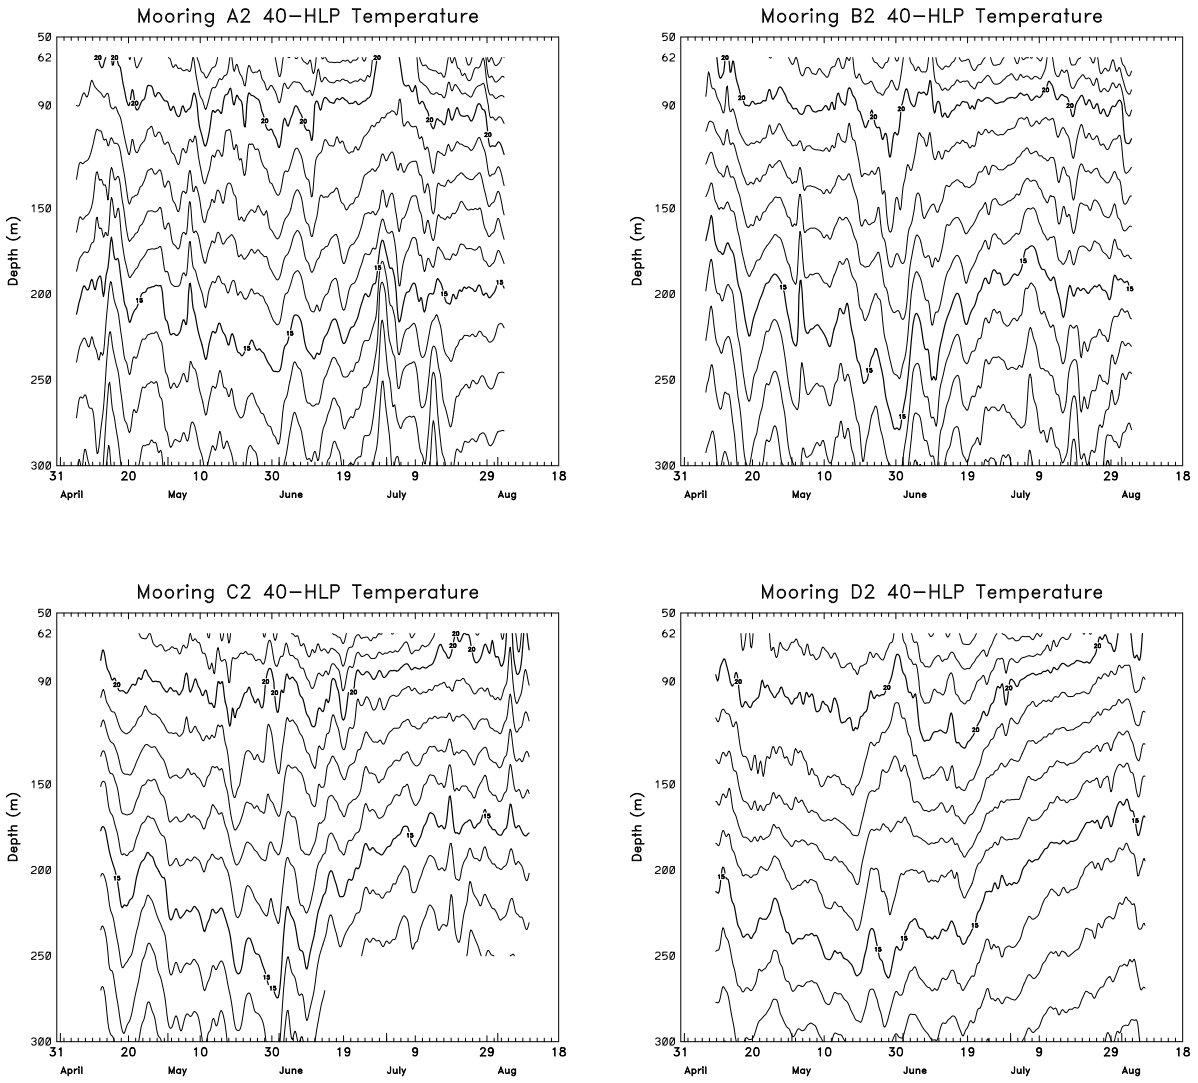 Mooring A2 40-HLP Temperature
50
62
90
150
200
250
300
Depth (m)
20 20 20 20 20 20 20 20
15 15 15 15 15 15
31 20 10 30 19 9 29 18
April May June July Aug
Mooring B2 40-HLP Temperature
50
62
90
150
200
250
300
Depth (m)
20 20 20 20 20 20
15 15 15 15 15
31 20 10 30 19 9 29 18
April May June July Aug
Mooring C2 40-HLP Temperature
50
62
90
150
200
250
300
Depth (m)
20 20 20 20 20 20
15 15 15 15 15
31 20 10 30 19 9 29 18
April May June July Aug
Mooring D2 40-HLP Temperature
50
62
90
150
200
250
300
Depth (m)
20 20 20 20 20
15 15 15 15 15
31 20 10 30 19 9 29 18
April May June July Aug